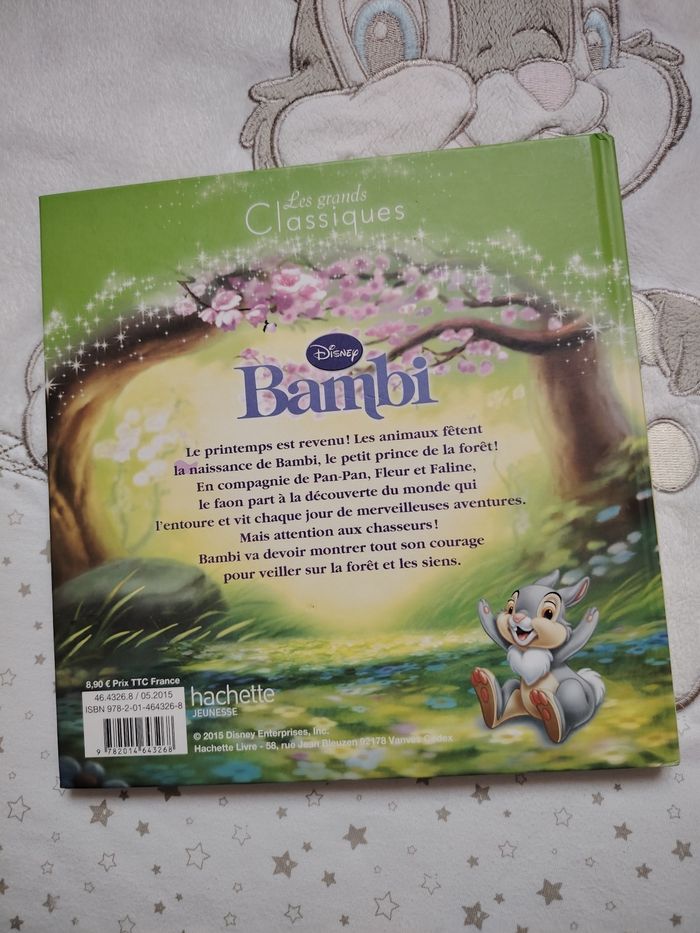 Les grands
Classiques
Disney
Bambi
Le printemps est revenu! Les animaux fêtent
la naissance de Bambi, le petit prince de la forêt!
En compagnie de Pan-Pan, Fleur et Faline,
le faon part à la découverte du monde qui
l'entoure et vit chaque jour de merveilleuses aventures.
Mais attention aux chasseurs!
Bambi va devoir montrer tout son courage
pour veiller sur la forêt et les siens.
8,90 € Prix TTC France
46.4326.8 / 05.2015
ISBN 978-2-01-464326-8
9 782014 643268
hachette
JEUNESSE
© 2015 Disney Enterprises, Inc.
Hachette Livre - 58, rue Jean Bleuzen 92178 Vanves Cedex